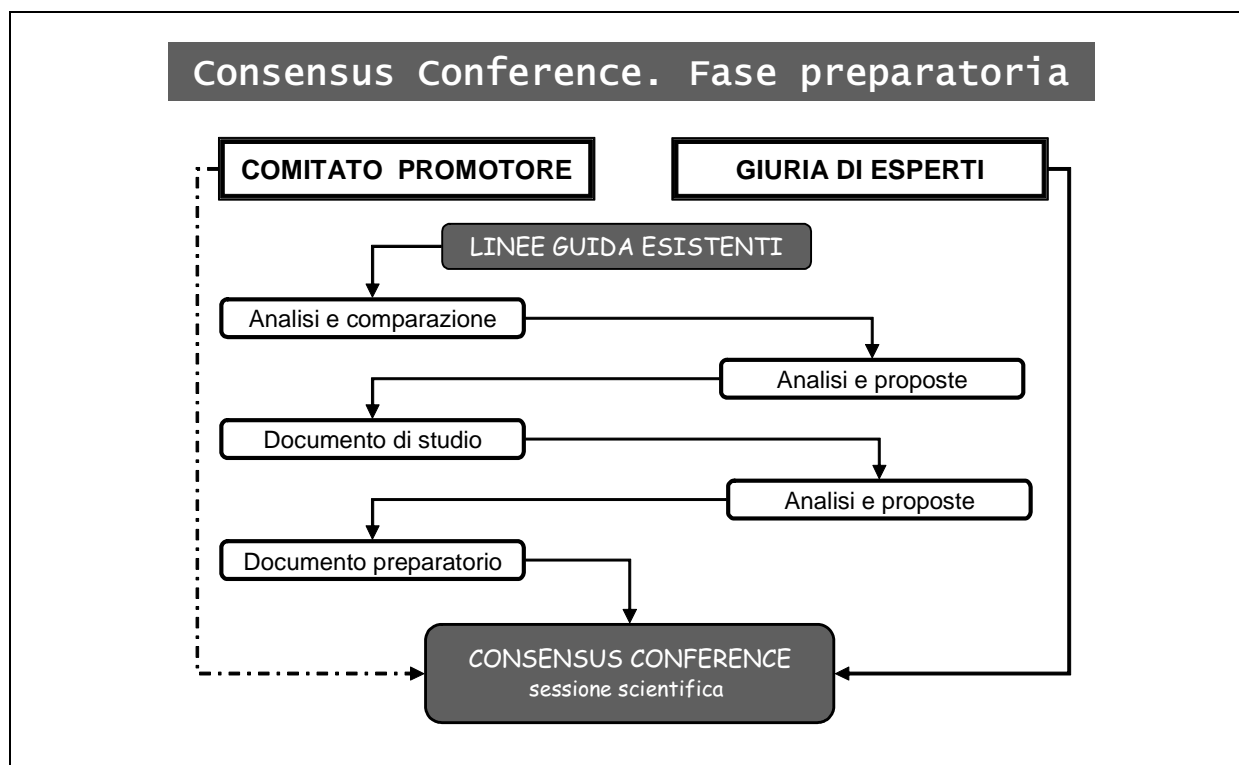 Consensus Conference. Fase preparatoria
COMITATO PROMOTORE
GIURIA DI ESPERTI
LINEE GUIDA ESISTENTI
Analisi e comparazione
Analisi e proposte
Documento di studio
Analisi e proposte
Documento preparatorio
CONSENSUS CONFERENCE
sessione scientifica